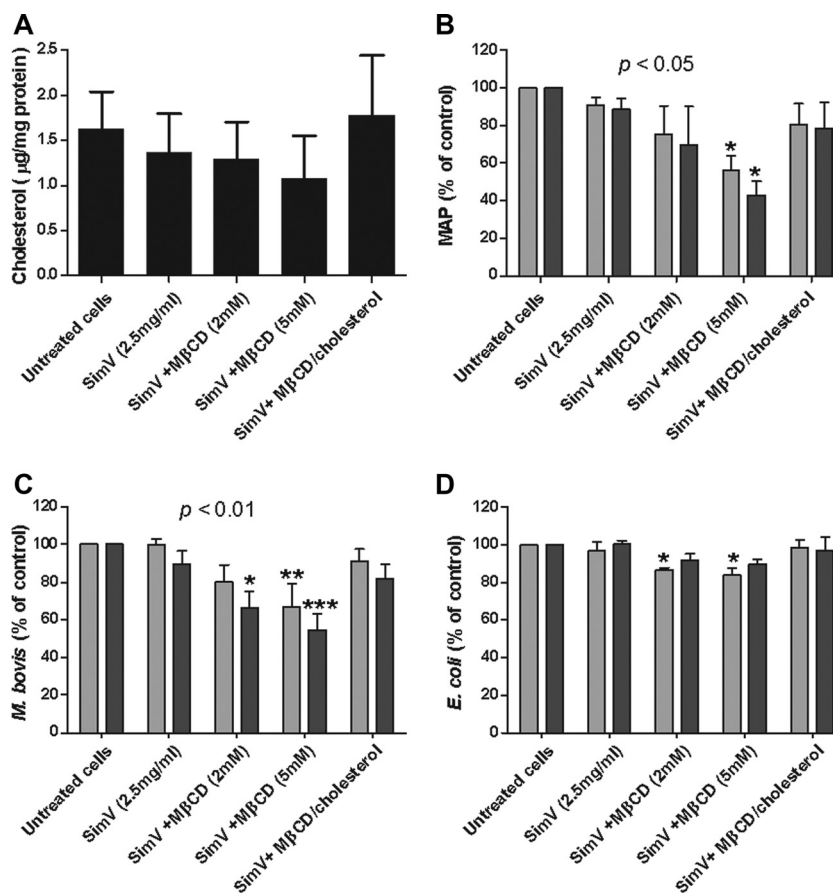 A
Cholesterol ( µg/mg protein)
2.5
2.0
1.5
1.0
0.5
0.0
Untreated cells
SimV (2.5mg/ml)
SimV +MβCD (2mM)
SimV +MβCD (5mM)
SimV+ MβCD/cholesterol
B
MAP (% of control)
120
100
80
60
40
20
0
p < 0.05
*
*
Untreated cells
SimV (2.5mg/ml)
SimV +MβCD (2mM)
SimV +MβCD (5mM)
SimV+ MβCD/cholesterol
C
M. bovis (% of control)
120
100
80
60
40
20
0
p < 0.01
*
**
***
Untreated cells
SimV (2.5mg/ml)
SimV +MβCD (2mM)
SimV +MβCD (5mM)
SimV+ MβCD/cholesterol
D
E. coli (% of control)
120
100
80
60
40
20
0
*
*
Untreated cells
SimV (2.5mg/ml)
SimV +MβCD (2mM)
SimV +MβCD (5mM)
SimV+ MβCD/cholesterol